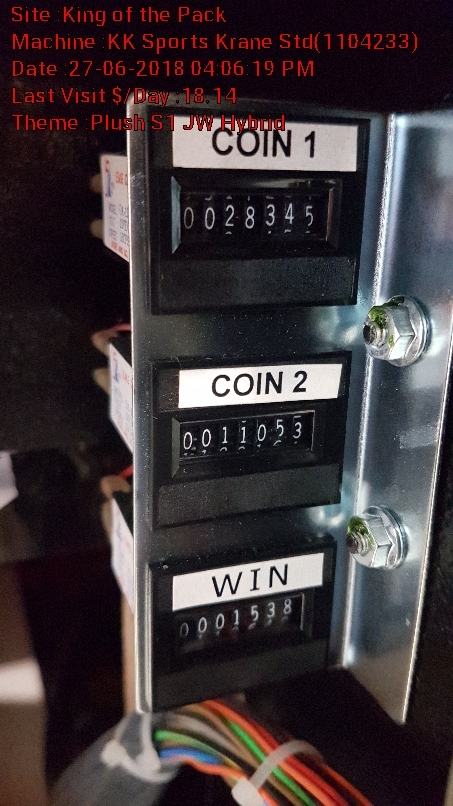 Site :King of the Pack
Machine :KK Sports Krane Std(1104233)
Date :27-06-2018 04:06:19 PM
Last Visit $/Day :18.14
Theme :Plush S1 JW Hybrid
COIN 1
0028345
COIN 2
0011053
WIN
0001538